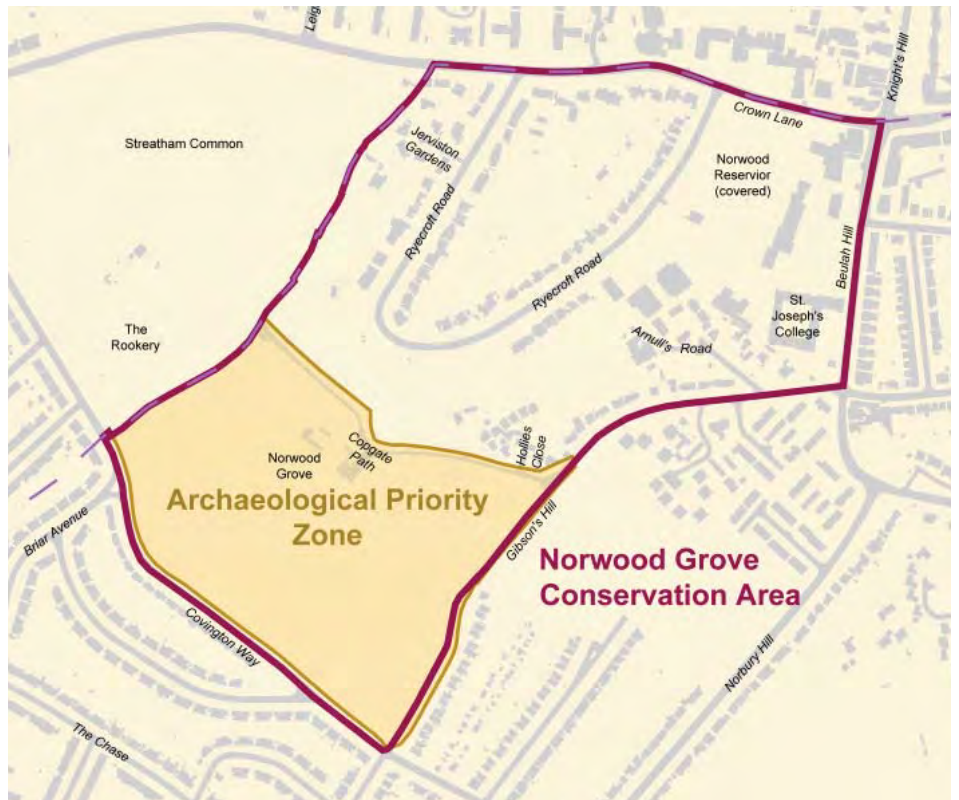 Leig
Knight's Hill
Crown Lane
Streatham Common
Jerviston
Gardens
Norwood
Reservior
(covered)
Ryecroft Road
Ryecroft Road
Beulah Hill
St.
Joseph's
College
The
Rookery
Arnull's Road
Copgate
Path
Hollies
Close
Norwood
Grove
Archaeological Priority
Zone
Gibson's Hill
Briar Avenue
Norwood Grove
Conservation Area
Covington Way
Norbury Hill
The Chase